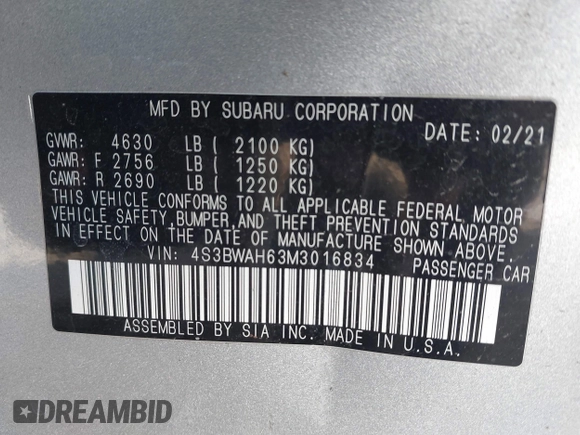 MFD BY SUBARU CORPORATION
DATE: 02/21
GVWR: 4630 LB ( 2100 KG)
GAWR: F 2756 LB ( 1250 KG)
GAWR: R 2690 LB ( 1220 KG)
THIS VEHICLE CONFORMS TO ALL APPLICABLE FEDERAL MOTOR
VEHICLE SAFETY,BUMPER,AND THEFT PREVENTION STANDARDS
IN EFFECT ON THE DATE OF MANUFACTURE SHOWN ABOVE.
VIN: 4S3BWAH63M3016834 PASSENGER CAR
ASSEMBLED BY SIA INC. MADE IN U.S.A.
DREAMBID